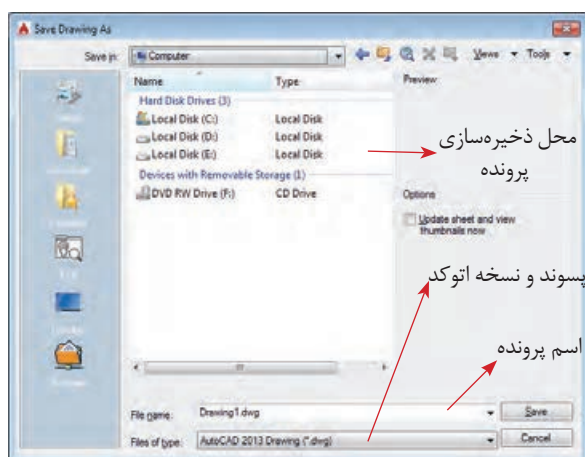 Save Drawing As
Save in: Computer Views Tools
Name Type Preview
Hard Disk Drives (3)
Local Disk (C:) Local Disk
Local Disk (D:) Local Disk
Local Disk (E:) Local Disk
Devices with Removable Storage (1)
DVD RW Drive (F:) CD Drive
محل ذخیره‌سازی
پرونده
Options
Update sheet and view
thumbnails now
پسوند و نسخه اتوکد
اسم پرونده
File name: Drawing1.dwg Save
Files of type: AutoCAD 2013 Drawing (*.dwg) Cancel